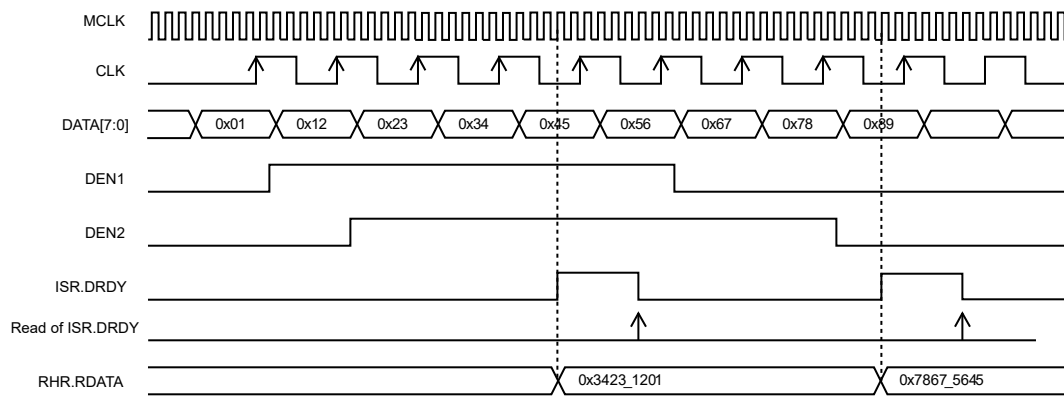 MCLK
CLK
DATA[7:0] 0x01 0x12 0x23 0x34 0x45 0x56 0x67 0x78 0x89
DEN1
DEN2
ISR.DRDY
Read of ISR.DRDY
RHR.RDATA 0x3423_1201 0x7867_5645